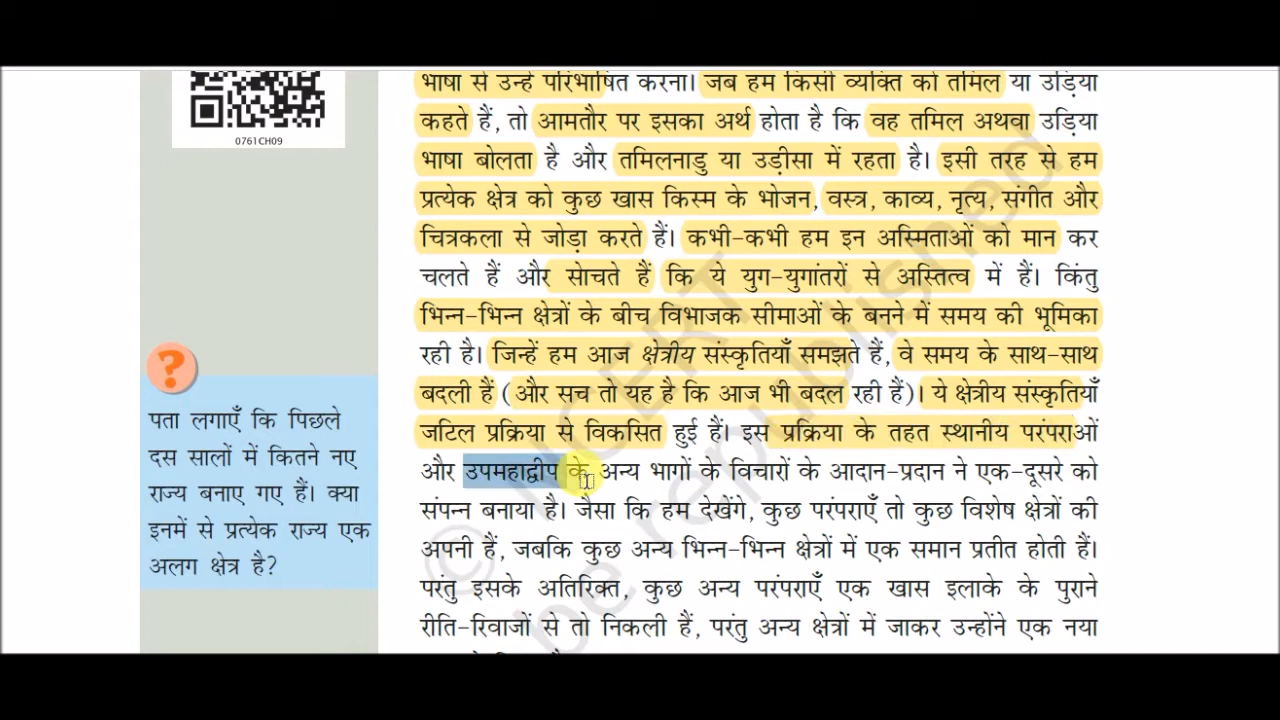 0761CH09
भाषा से उन्हें परिभाषित करना। जब हम किसी व्यक्ति को तमिल या उड़िया
कहते हैं, तो आमतौर पर इसका अर्थ होता है कि वह तमिल अथवा उड़िया
भाषा बोलता है और तमिलनाडु या उड़ीसा में रहता है। इसी तरह से हम
प्रत्येक क्षेत्र को कुछ खास किस्म के भोजन, वस्त्र, काव्य, नृत्य, संगीत और
चित्रकला से जोड़ा करते हैं। कभी-कभी हम इन अस्मिताओं को मान कर
चलते हैं और सोचते हैं कि ये युग-युगांतरों से अस्तित्व में हैं। किंतु
भिन्न-भिन्न क्षेत्रों के बीच विभाजक सीमाओं के बनने में समय की भूमिका
रही है। जिन्हें हम आज क्षेत्रीय संस्कृतियाँ समझते हैं, वे समय के साथ-साथ
बदली हैं (और सच तो यह है कि आज भी बदल रही हैं)। ये क्षेत्रीय संस्कृतियाँ
जटिल प्रक्रिया से विकसित हुई हैं। इस प्रक्रिया के तहत स्थानीय परंपराओं
और उपमहाद्वीप के अन्य भागों के विचारों के आदान-प्रदान ने एक-दूसरे को
संपन्न बनाया है। जैसा कि हम देखेंगे, कुछ परंपराएँ तो कुछ विशेष क्षेत्रों की
अपनी हैं, जबकि कुछ अन्य भिन्न-भिन्न क्षेत्रों में एक समान प्रतीत होती हैं।
परंतु इसके अतिरिक्त, कुछ अन्य परंपराएँ एक खास इलाके के पुराने
रीति-रिवाजों से तो निकली हैं, परंतु अन्य क्षेत्रों में जाकर उन्होंने एक नया
?
पता लगाएँ कि पिछले
दस सालों में कितने नए
राज्य बनाए गए हैं। क्या
इनमें से प्रत्येक राज्य एक
अलग क्षेत्र है?
© NCERT
be republished